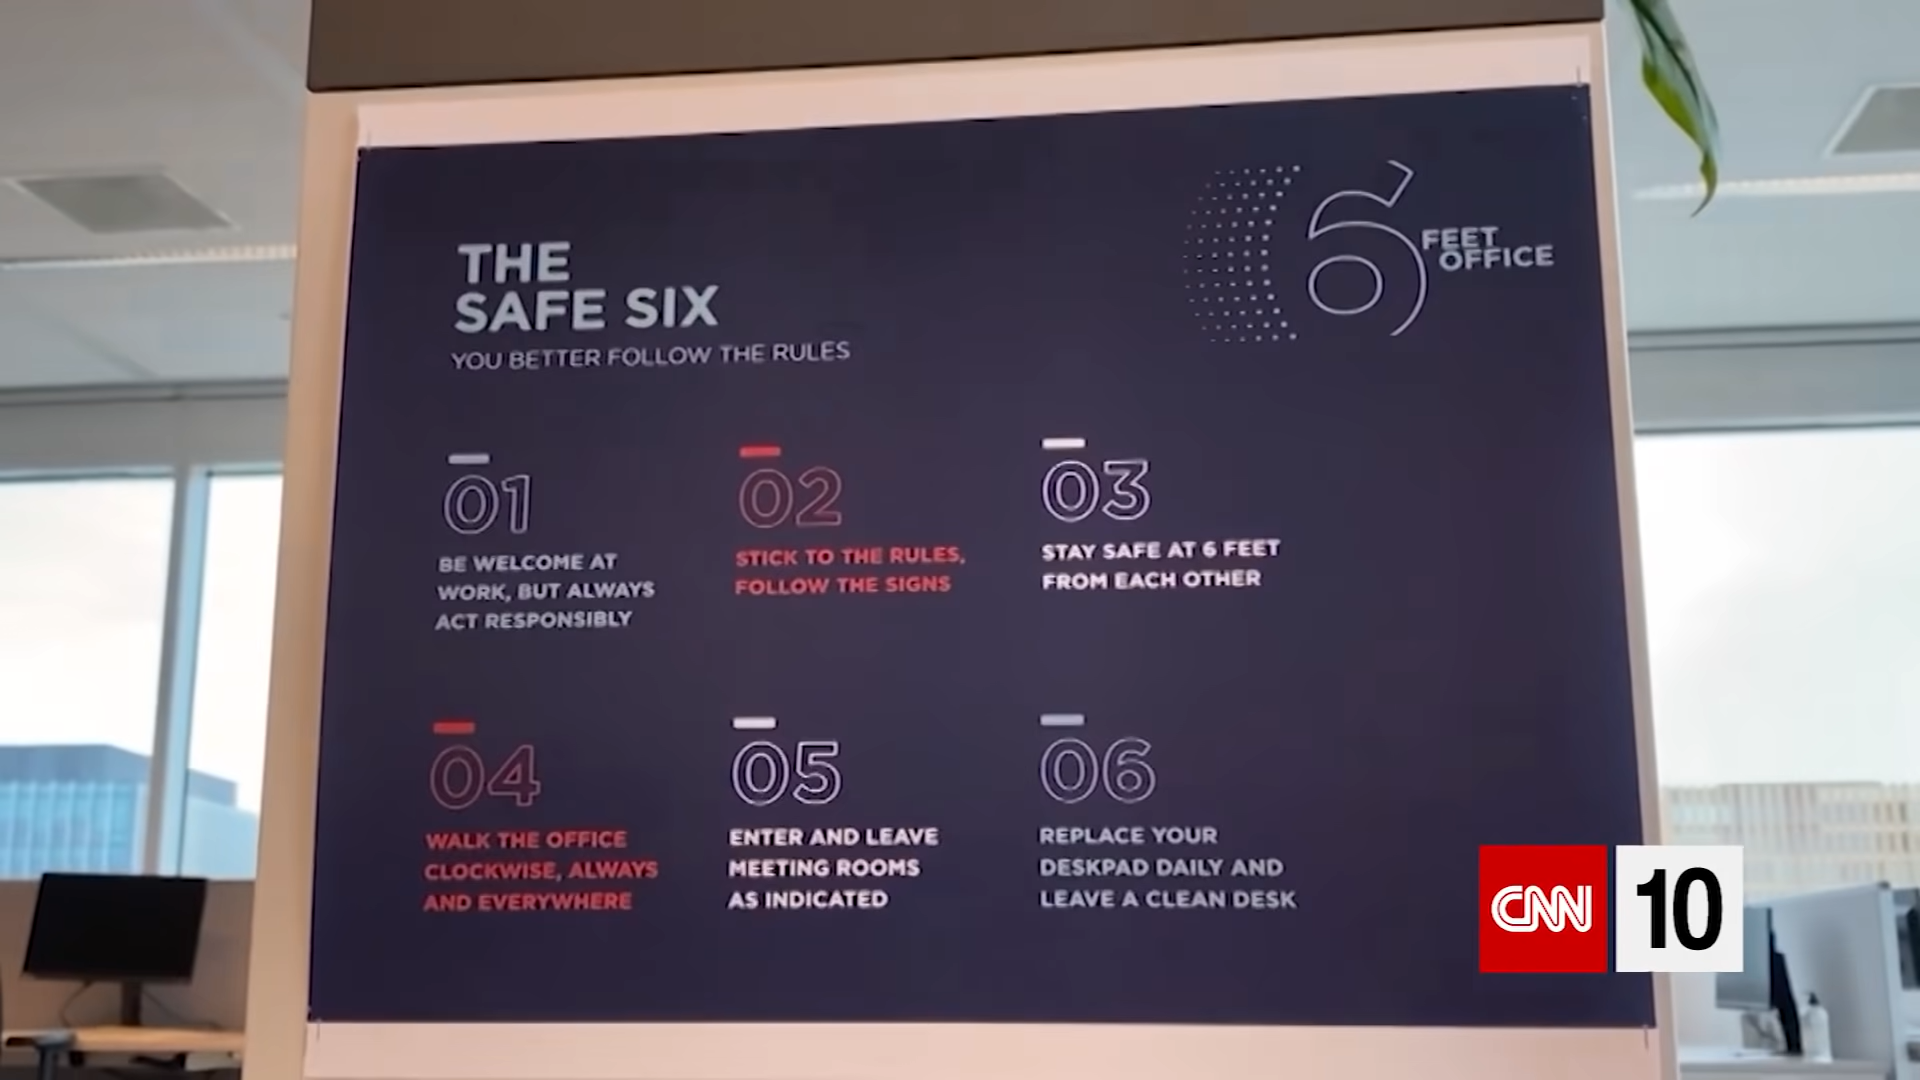 THE
SAFE SIX
YOU BETTER FOLLOW THE RULES
6 FEET
OFFICE
01
BE WELCOME AT
WORK, BUT ALWAYS
ACT RESPONSIBLY
02
STICK TO THE RULES,
FOLLOW THE SIGNS
03
STAY SAFE AT 6 FEET
FROM EACH OTHER
04
WALK THE OFFICE
CLOCKWISE, ALWAYS
AND EVERYWHERE
05
ENTER AND LEAVE
MEETING ROOMS
AS INDICATED
06
REPLACE YOUR
DESKPAD DAILY AND
LEAVE A CLEAN DESK
CNN 10